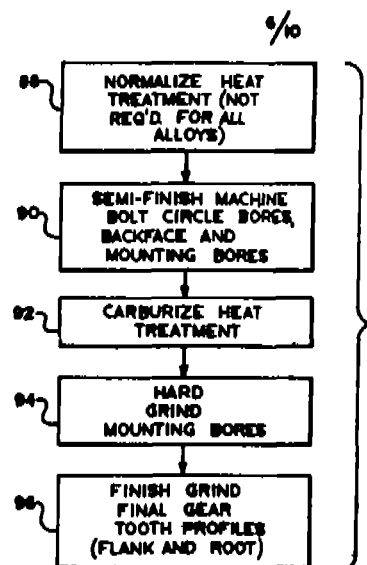 6/10
88
NORMALIZE HEAT
TREATMENT (NOT
REQ'D. FOR ALL
ALLOYS)
90
SEMI-FINISH MACHINE
BOLT CIRCLE BORES,
BACKFACE AND
MOUNTING BORES
92
CARBURIZE HEAT
TREATMENT
94
HARD
GRIND
MOUNTING BORES
96
FINISH GRIND
FINAL GEAR
TOOTH PROFILES
(FLANK AND ROOT)